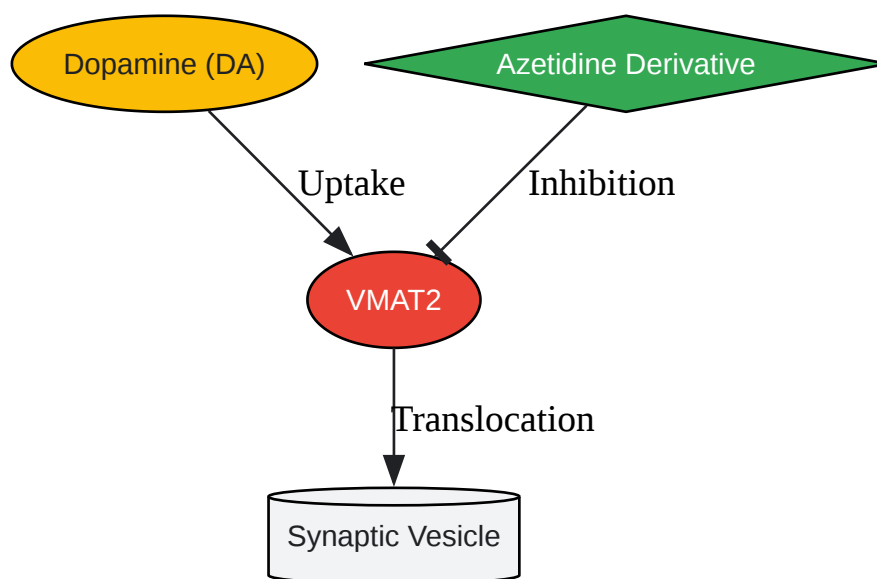 Dopamine (DA)
Azetidine Derivative
Uptake
Inhibition
VMAT2
Translocation
Synaptic Vesicle